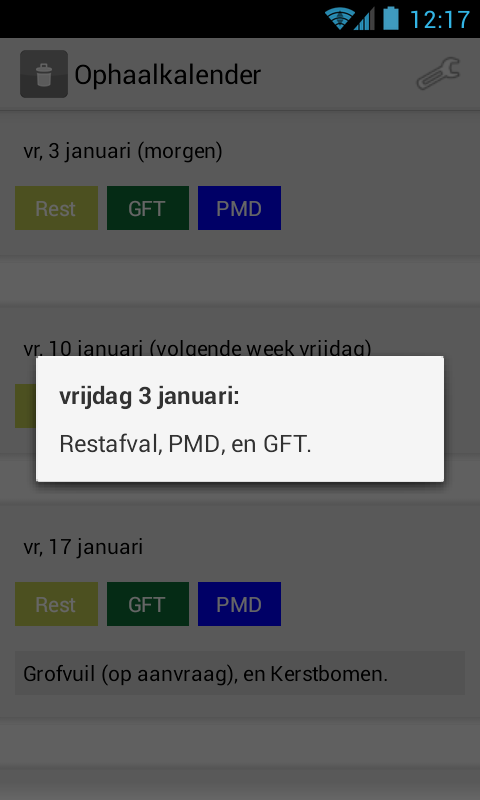 12:17
Ophaalkalender
vr, 3 januari (morgen)
Rest GFT PMD
vr, 10 januari (volgende week vrijdag)
vrijdag 3 januari:
Restafval, PMD, en GFT.
vr, 17 januari
Rest GFT PMD
Grofvuil (op aanvraag), en Kerstbomen.